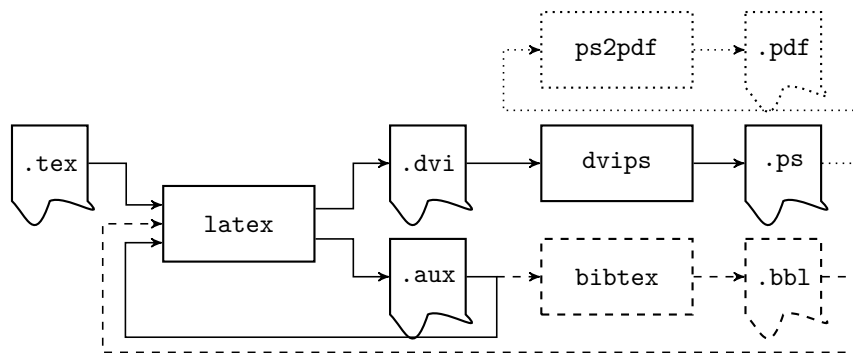 ps2pdf
.pdf
.tex
.dvi
dvips
.ps
latex
.aux
bibtex
.bbl